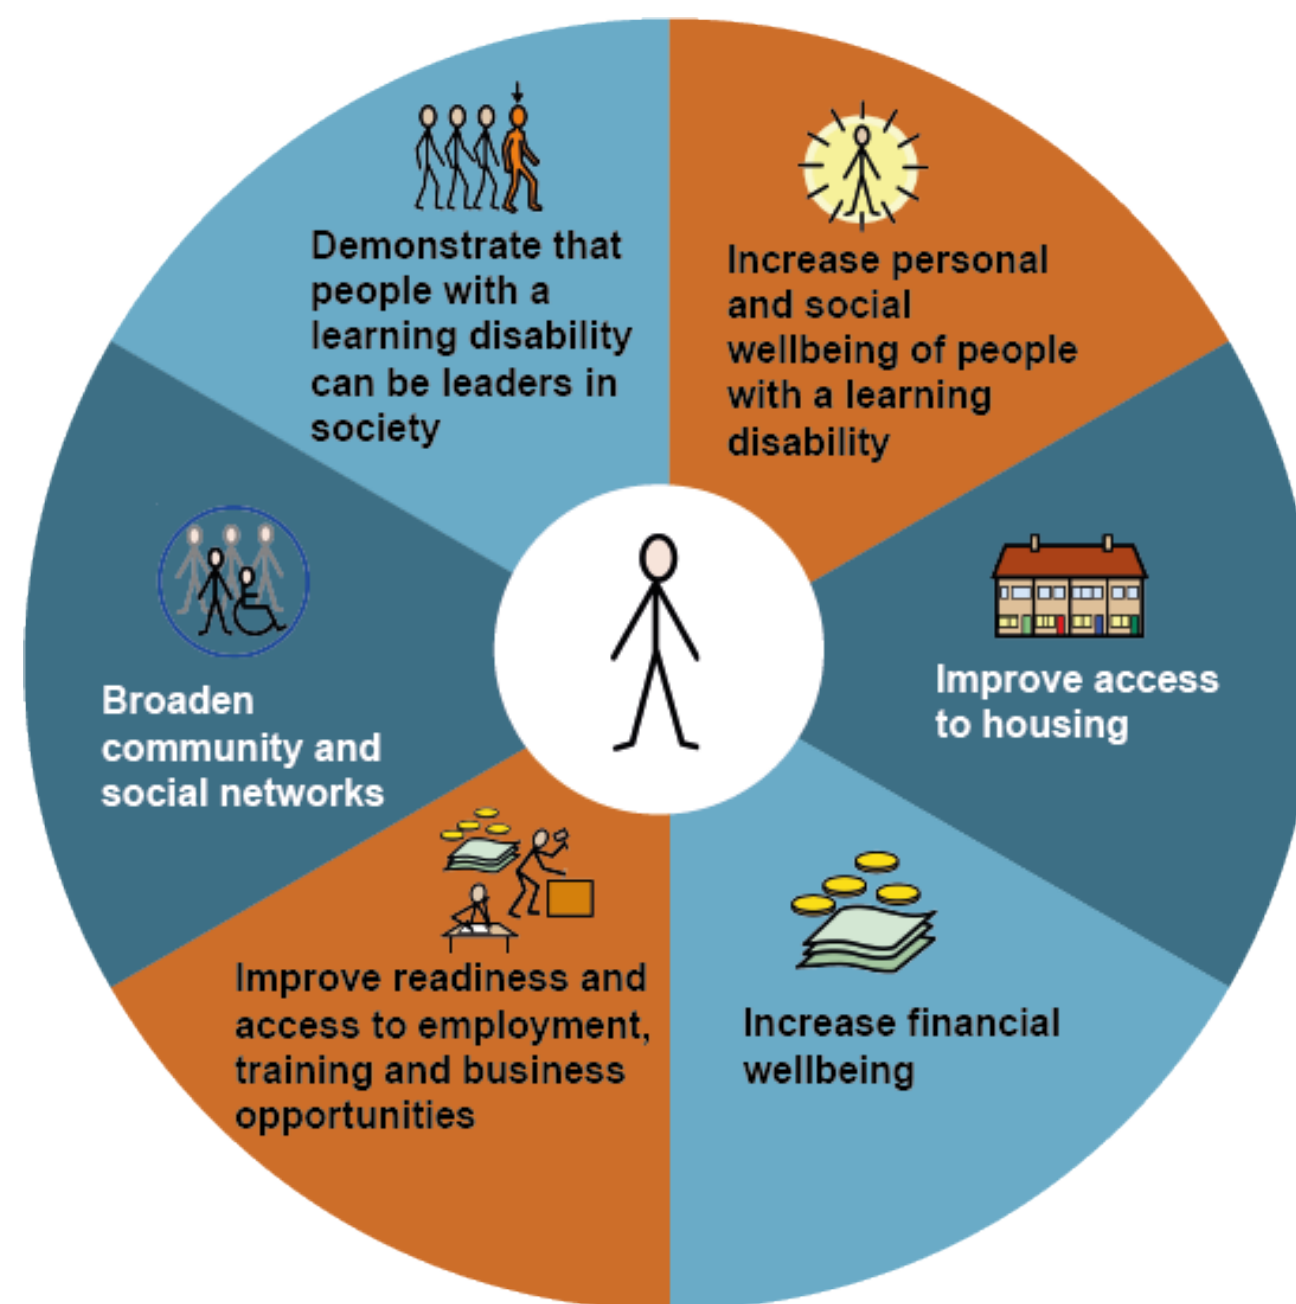 Demonstrate that
people with a
learning disability
can be leaders in
society
Increase personal
and social
wellbeing of people
with a learning
disability
Improve access
to housing
Increase financial
wellbeing
Improve readiness and
access to employment,
training and business
opportunities
Broaden
community and
social networks